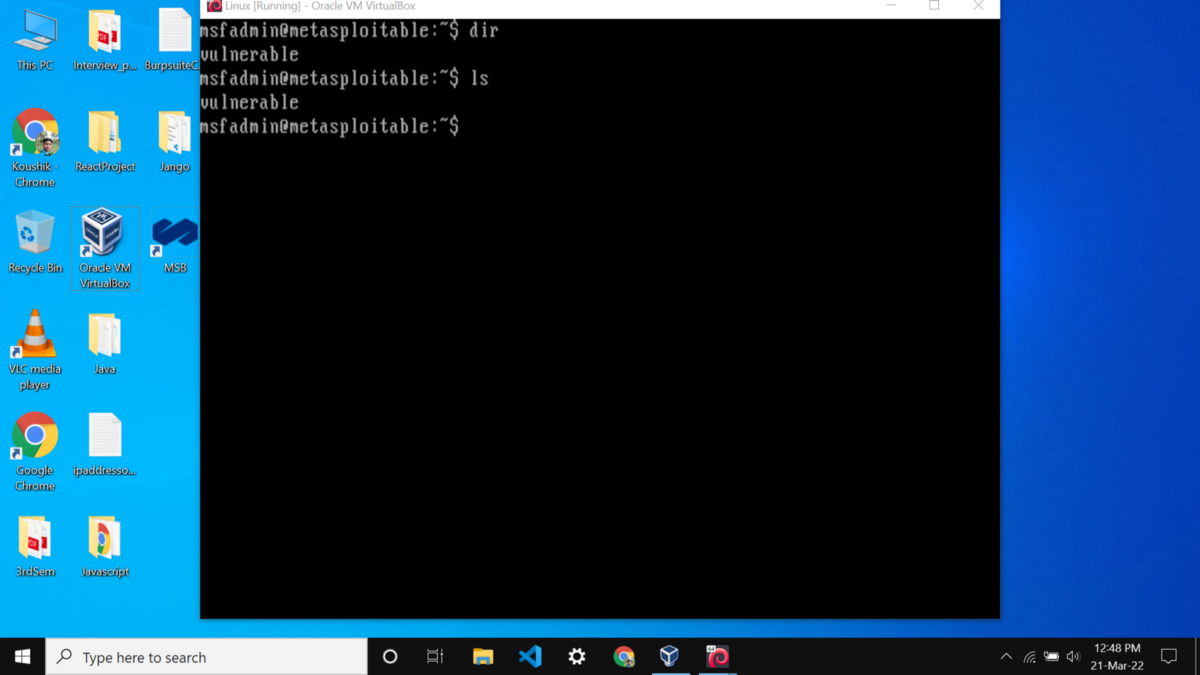 Linux [Running] - Oracle VM VirtualBox
msfadmin@metasploitable:~$ dir
vulnerable
msfadmin@metasploitable:~$ ls
vulnerable
msfadmin@metasploitable:~$
This PC
Interview_p...
BurpsuiteC
Koushik -
Chrome
ReactProject
Jango
Recycle Bin
Oracle VM
VirtualBox
MSB
VLC media
player
Java
Google
Chrome
ipaddresso...
3rdSem
Javascript
Type here to search
64
12:48 PM
21-Mar-22